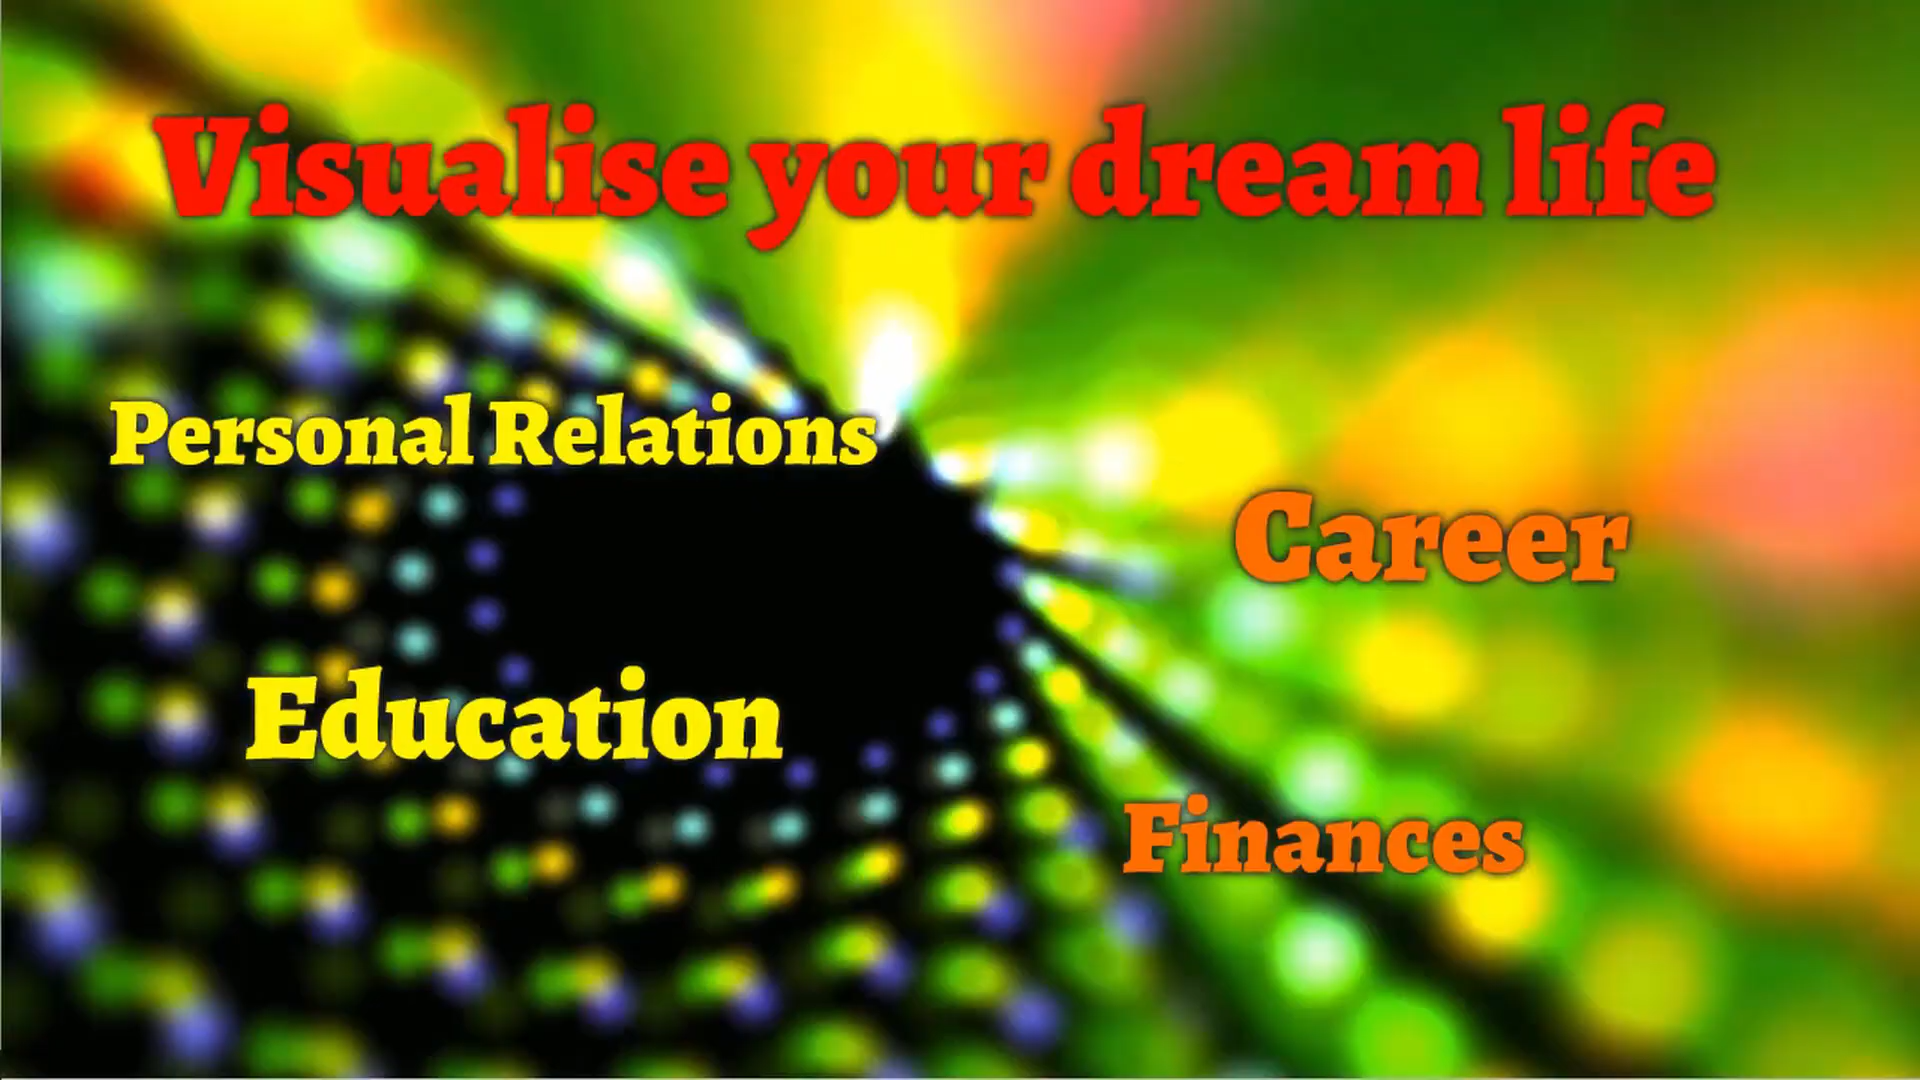 Visualise your dream life
Personal Relations
Career
Education
Finances